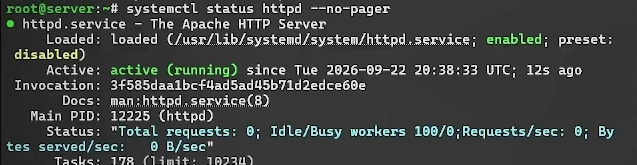 root@server:~# systemctl status httpd --no-pager
● httpd.service - The Apache HTTP Server
Loaded: loaded (/usr/lib/systemd/system/httpd.service; enabled; preset:
disabled)
Active: active (running) since Tue 2026-09-22 20:38:33 UTC; 12s ago
Invocation: 3f585daa1bcf4ad5ad45b71d2edce60e
Docs: man:httpd.service(8)
Main PID: 12225 (httpd)
Status: "Total requests: 0; Idle/Busy workers 100/0;Requests/sec: 0; By
tes served/sec:   0 B/sec"
Tasks: 178 (limit: 10234)